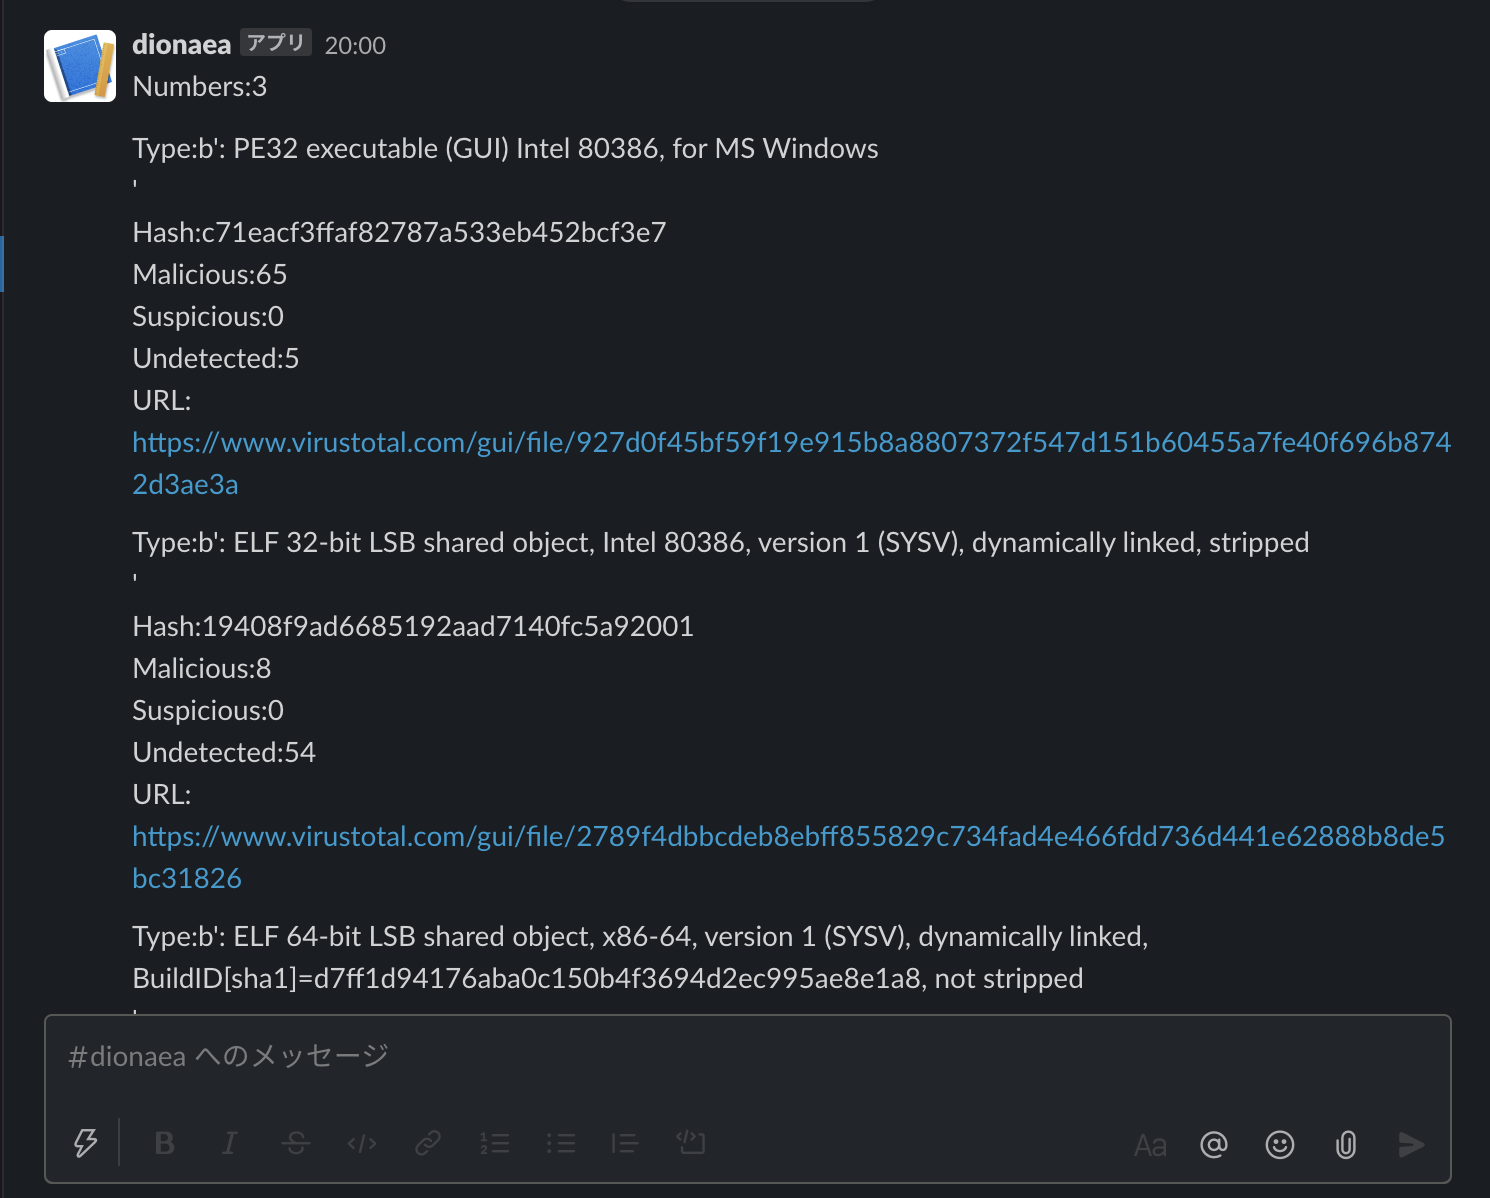 dionaea アプリ 20:00
Numbers:3
Type:b': PE32 executable (GUI) Intel 80386, for MS Windows
'
Hash:c71eacf3ffaf82787a533eb452bcf3e7
Malicious:65
Suspicious:0
Undetected:5
URL:
https://www.virustotal.com/gui/file/927d0f45bf59f19e915b8a8807372f547d151b60455a7fe40f696b874
2d3ae3a
Type:b': ELF 32-bit LSB shared object, Intel 80386, version 1 (SYSV), dynamically linked, stripped
'
Hash:19408f9ad6685192aad7140fc5a92001
Malicious:8
Suspicious:0
Undetected:54
URL:
https://www.virustotal.com/gui/file/2789f4dbbcdeb8ebff855829c734fad4e466fdd736d441e62888b8de5
bc31826
Type:b': ELF 64-bit LSB shared object, x86-64, version 1 (SYSV), dynamically linked,
BuildID[sha1]=d7ff1d94176aba0c150b4f3694d2ec995ae8e1a8, not stripped
'
#dionaea へのメッセージ
B I S </> Aa @